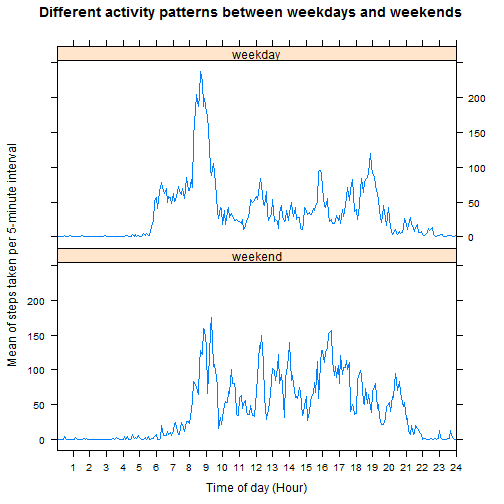 Different activity patterns between weekdays and weekends
weekday
200
150
100
50
0
Mean of steps taken per 5-minute interval
weekend
200
150
100
50
0
1 2 3 4 5 6 7 8 9 10 11 12 13 14 15 16 17 18 19 20 21 22 23 24
Time of day (Hour)